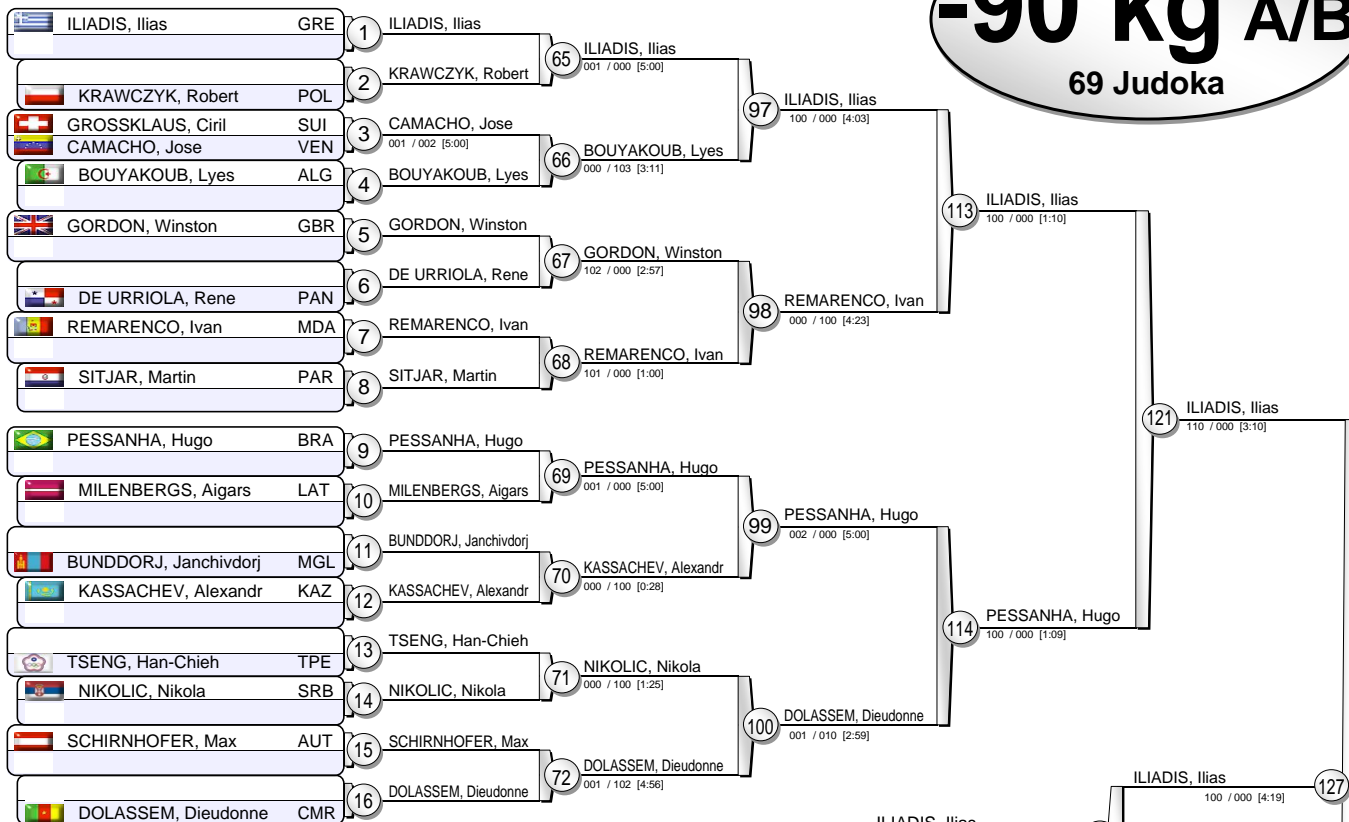 -90 kg A/B
69 Judoka
ILIADIS, Ilias GRE
KRAWCZYK, Robert POL
GROSSKLAUS, Ciril SUI
CAMACHO, Jose VEN
BOUYAKOUB, Lyes ALG
GORDON, Winston GBR
DE URRIOLA, Rene PAN
REMARENCO, Ivan MDA
SITJAR, Martin PAR
PESSANHA, Hugo BRA
MILENBERGS, Aigars LAT
BUNDDORJ, Janchivdorj MGL
KASSACHEV, Alexandr KAZ
TSENG, Han-Chieh TPE
NIKOLIC, Nikola SRB
SCHIRNHOFER, Max AUT
DOLASSEM, Dieudonne CMR
1 ILIADIS, Ilias
2 KRAWCZYK, Robert
3 CAMACHO, Jose
001 / 002 [5:00]
4 BOUYAKOUB, Lyes
5 GORDON, Winston
6 DE URRIOLA, Rene
7 REMARENCO, Ivan
8 SITJAR, Martin
9 PESSANHA, Hugo
10 MILENBERGS, Aigars
11 BUNDDORJ, Janchivdorj
12 KASSACHEV, Alexandr
13 TSENG, Han-Chieh
14 NIKOLIC, Nikola
15 SCHIRNHOFER, Max
16 DOLASSEM, Dieudonne
65 ILIADIS, Ilias
001 / 000 [5:00]
66 BOUYAKOUB, Lyes
000 / 103 [3:11]
67 GORDON, Winston
102 / 000 [2:57]
68 REMARENCO, Ivan
101 / 000 [1:00]
69 PESSANHA, Hugo
001 / 000 [5:00]
70 KASSACHEV, Alexandr
000 / 100 [0:28]
71 NIKOLIC, Nikola
000 / 100 [1:25]
72 DOLASSEM, Dieudonne
001 / 102 [4:56]
97 ILIADIS, Ilias
100 / 000 [4:03]
98 REMARENCO, Ivan
000 / 100 [4:23]
99 PESSANHA, Hugo
002 / 000 [5:00]
100 DOLASSEM, Dieudonne
001 / 010 [2:59]
113 ILIADIS, Ilias
100 / 000 [1:10]
114 PESSANHA, Hugo
100 / 000 [1:09]
121 ILIADIS, Ilias
110 / 000 [3:10]
ILIADIS, Ilias 127
100 / 000 [4:19]
ILIADIS, Ilias